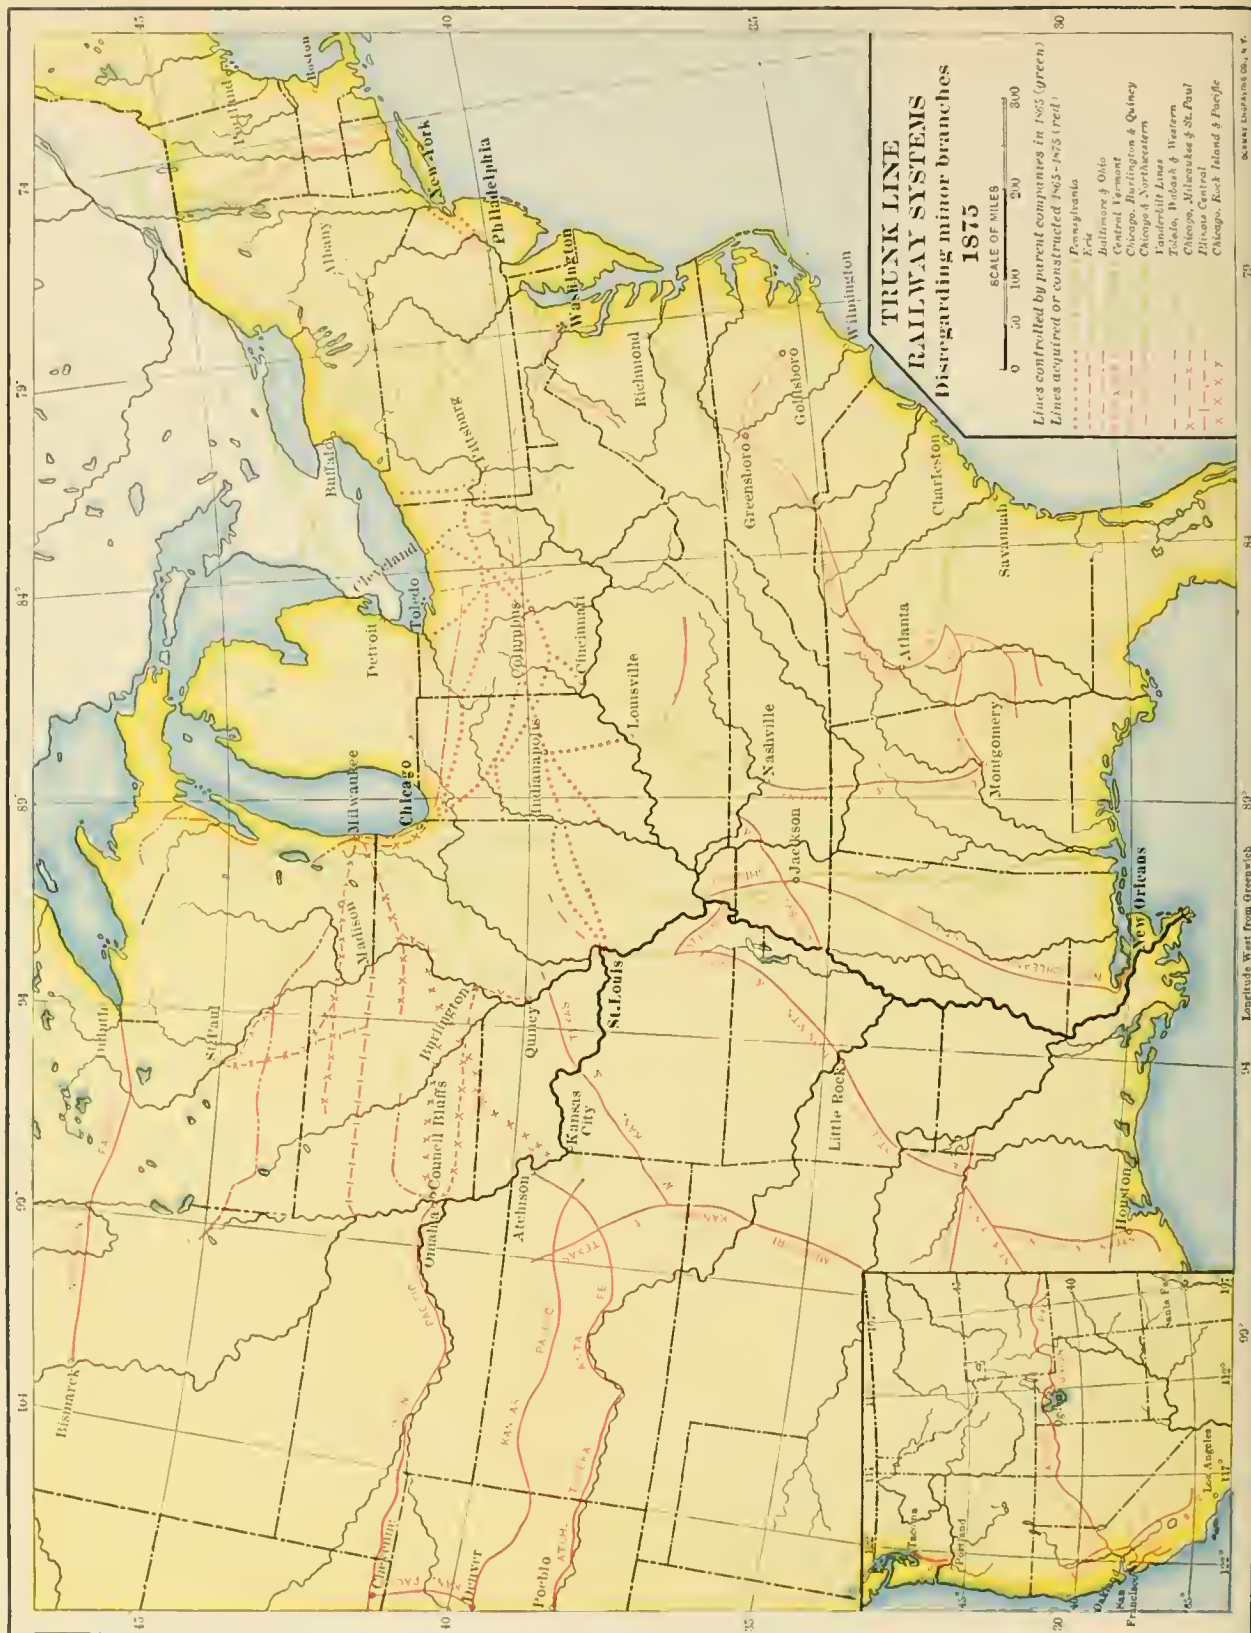 TRUNK LINE
RAILWAY SYSTEMS
Disregarding minor branches
1875
SCALE OF MILES
0 50 100 200 300
Lines controlled by parent companies in 1865 (green)
Lines acquired or constructed 1865-1875 (red)
Pennsylvania
Erie
Baltimore & Ohio
Central Vermont
Chicago, Burlington & Quincy
Chicago & Northwestern
Vanderbilt Lines
Toledo, Wabash & Western
Chicago, Milwaukee & St. Paul
Illinois Central
Chicago, Rock Island & Pacific
Portland
Boston
Albany
New York
Philadelphia
Washington
Buffalo
Pittsburg
Richmond
Goldsboro
Greensboro
Wilmington
Charleston
Savannah
Cleveland
Toledo
Detroit
Columbus
Cincinnati
Louisville
Indianapolis
Atlanta
Nashville
Montgomery
Milwaukee
Chicago
Madison
Jackson
New Orleans
Duluth
St. Paul
Burlington
Quincy
St. Louis
Omaha
Council Bluffs
Kansas
City
Atchison
Little Rock
Houston
Bismarck
Cheyenne
Denver
Pueblo
PACIFIC
KANSAS
TEXAS
KAN.
FE
Tacoma
Portland
San
Francisco
Los Angeles
Santa Fe
Longitude West from Greenwich